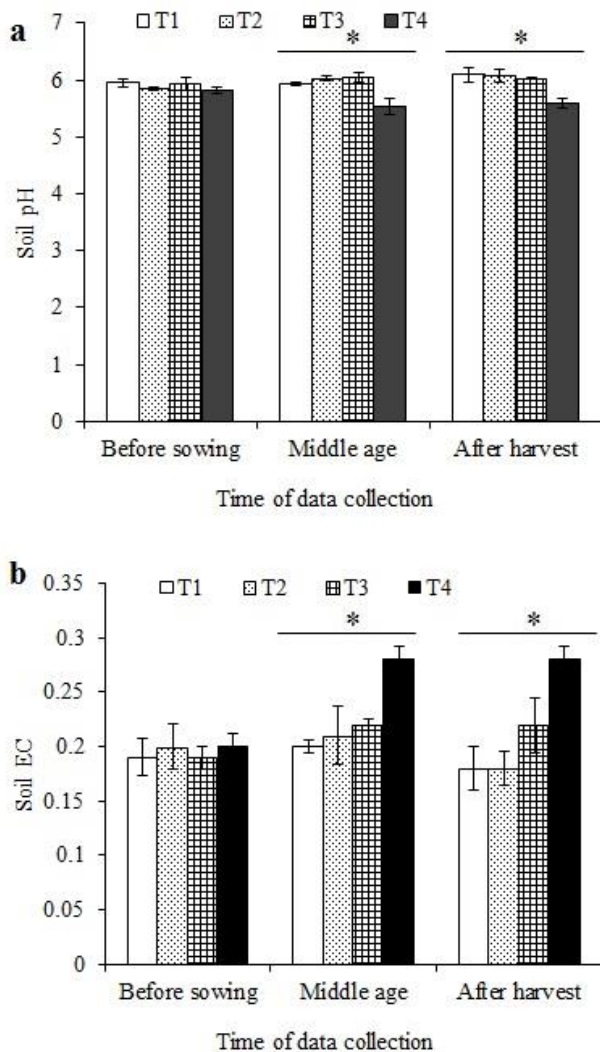 a
T1 T2 T3 T4
* *
7
6
5
4
3
2
1
0
Soil pH
Before sowing Middle age After harvest
Time of data collection
b
T1 T2 T3 T4
* *
0.35
0.3
0.25
0.2
0.15
0.1
0.05
0
Soil EC
Before sowing Middle age After harvest
Time of data collection